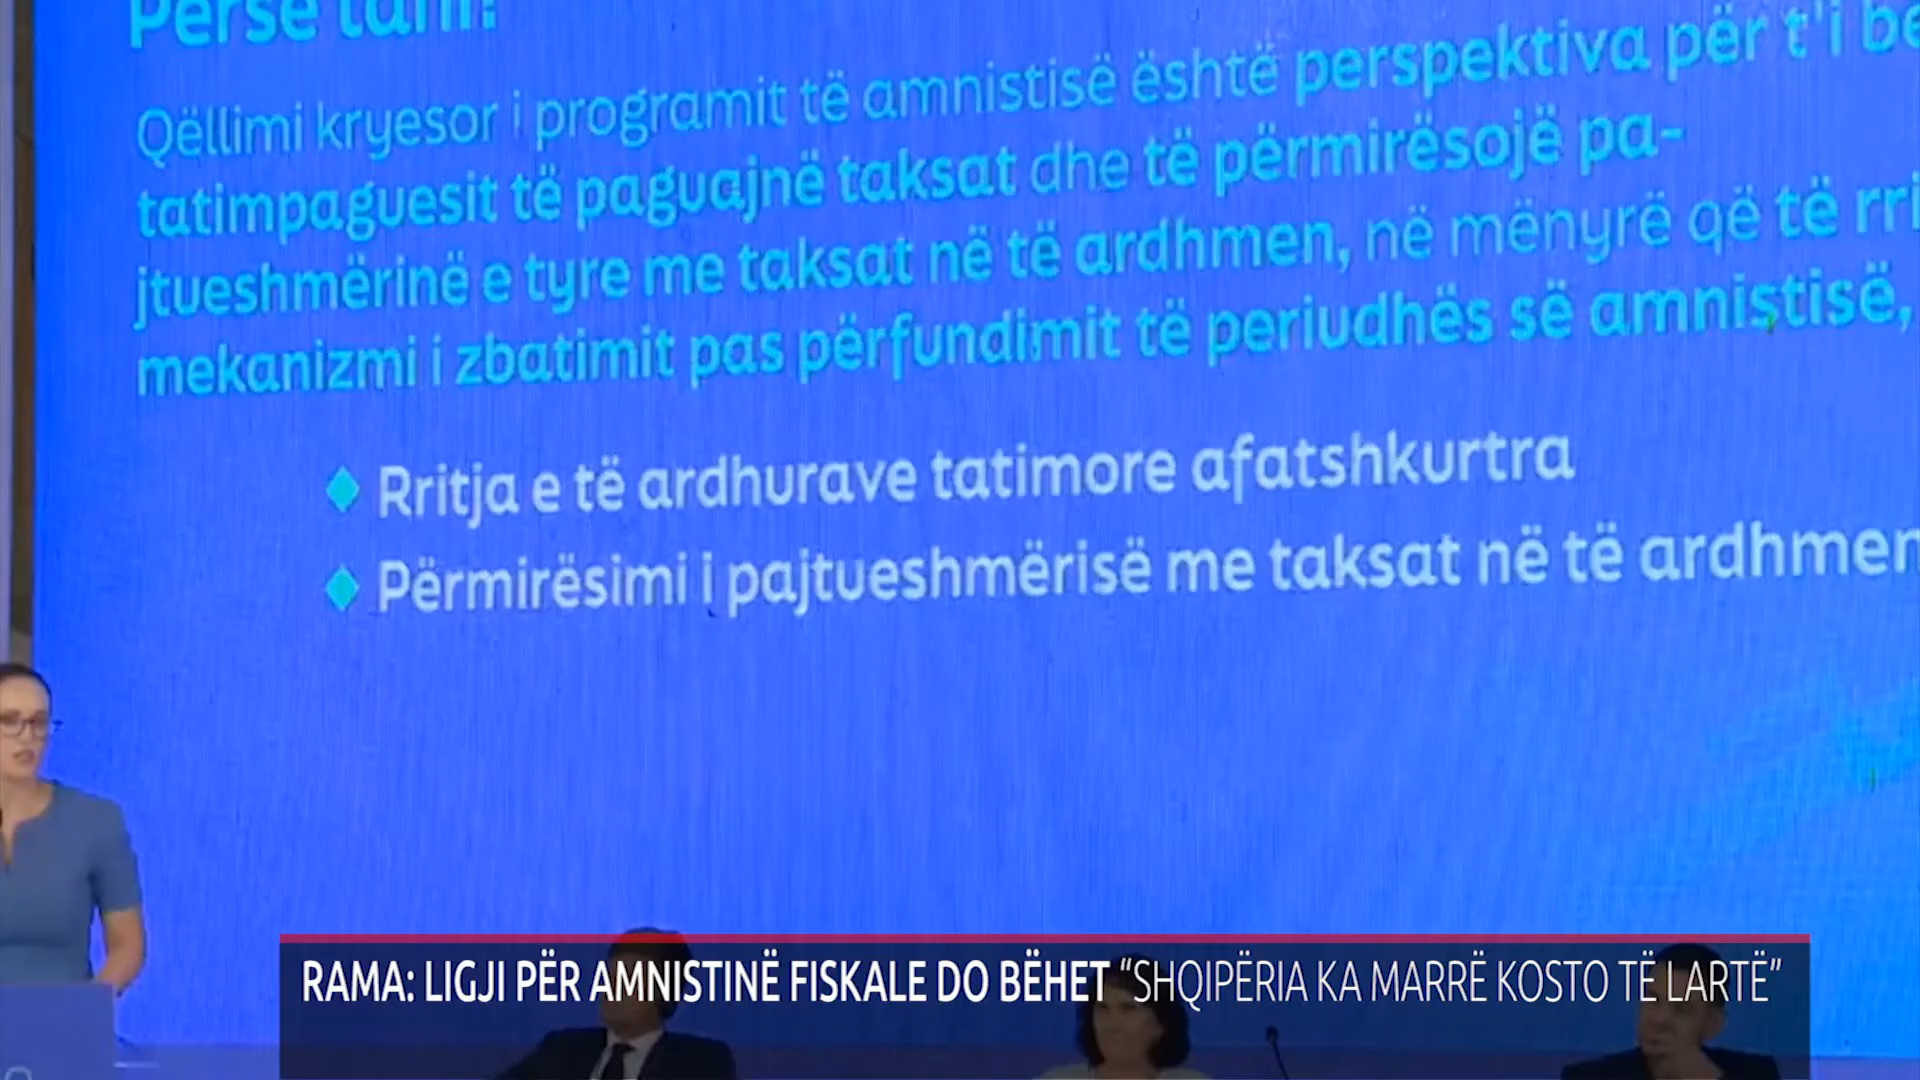 Përse tani?
Qëllimi kryesor i programit të amnistisë është perspektiva për t'i bë
tatimpaguesit të paguajnë taksat dhe të përmirësojë pa-
jtueshmërinë e tyre me taksat në të ardhmen, në mënyrë që të rri
mekanizmi i zbatimit pas përfundimit të periudhës së amnistisë,
Rritja e të ardhurave tatimore afatshkurtra
Përmirësimi i pajtueshmërisë me taksat në të ardhmen
RAMA: LIGJI PËR AMNISTINË FISKALE DO BËHET “SHQIPËRIA KA MARRË KOSTO TË LARTË”